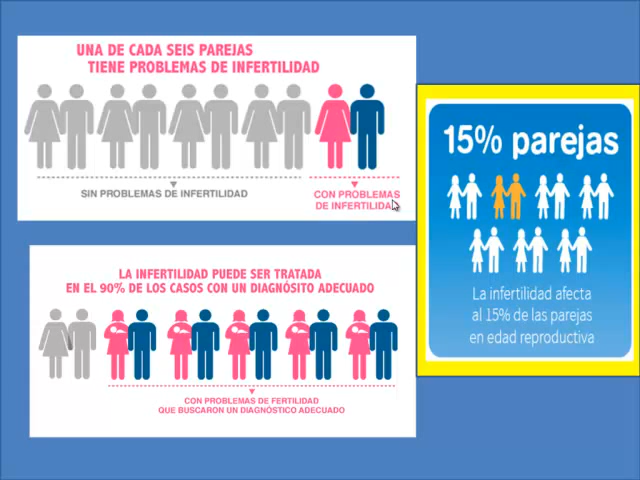 UNA DE CADA SEIS PAREJAS
TIENE PROBLEMAS DE INFERTILIDAD
SIN PROBLEMAS DE INFERTILIDAD
CON PROBLEMAS
DE INFERTILIDAD
LA INFERTILIDAD PUEDE SER TRATADA
EN EL 90% DE LOS CASOS CON UN DIAGNÓSITO ADECUADO
CON PROBLEMAS DE FERTILIDAD
QUE BUSCARON UN DIAGNÓSTICO ADECUADO
15% parejas
La infertilidad afecta
al 15% de las parejas
en edad reproductiva